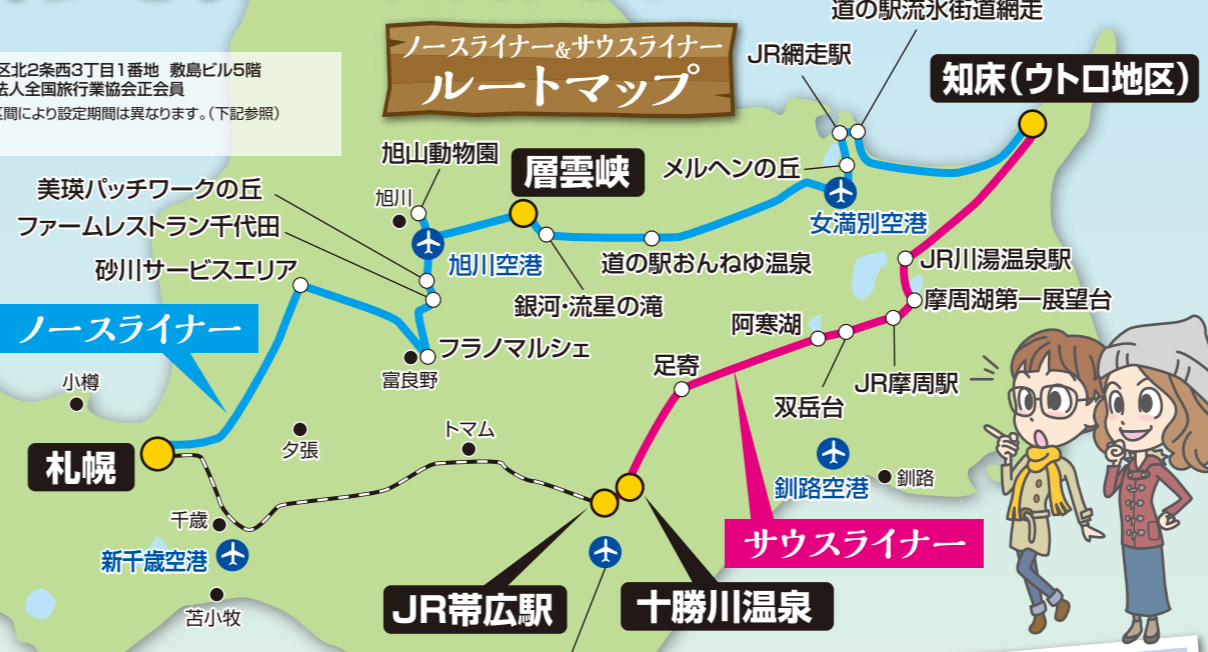 道の駅流氷街道網走
ノースライナー&サウスライナー
ルートマップ
JR網走駅
知床(ウトロ地区)
区北2条西3丁目1番地 敷島ビル5階
法人全国旅行業協会正会員
間により設定期間は異なります。(下記参照)
旭山動物園
層雲峡
メルヘンの丘
美瑛パッチワークの丘
旭川
ファームレストラン千代田
女満別空港
旭川空港
道の駅おんねゆ温泉
JR川湯温泉駅
砂川サービスエリア
銀河・流星の滝
摩周湖第一展望台
ノースライナー
阿寒湖
フラノマルシェ
足寄
JR摩周駅
富良野
小樽
双岳台
トマム
夕張
札幌
釧路
釧路空港
千歳
サウスライナー
新千歳空港
JR帯広駅
十勝川温泉
苫小牧